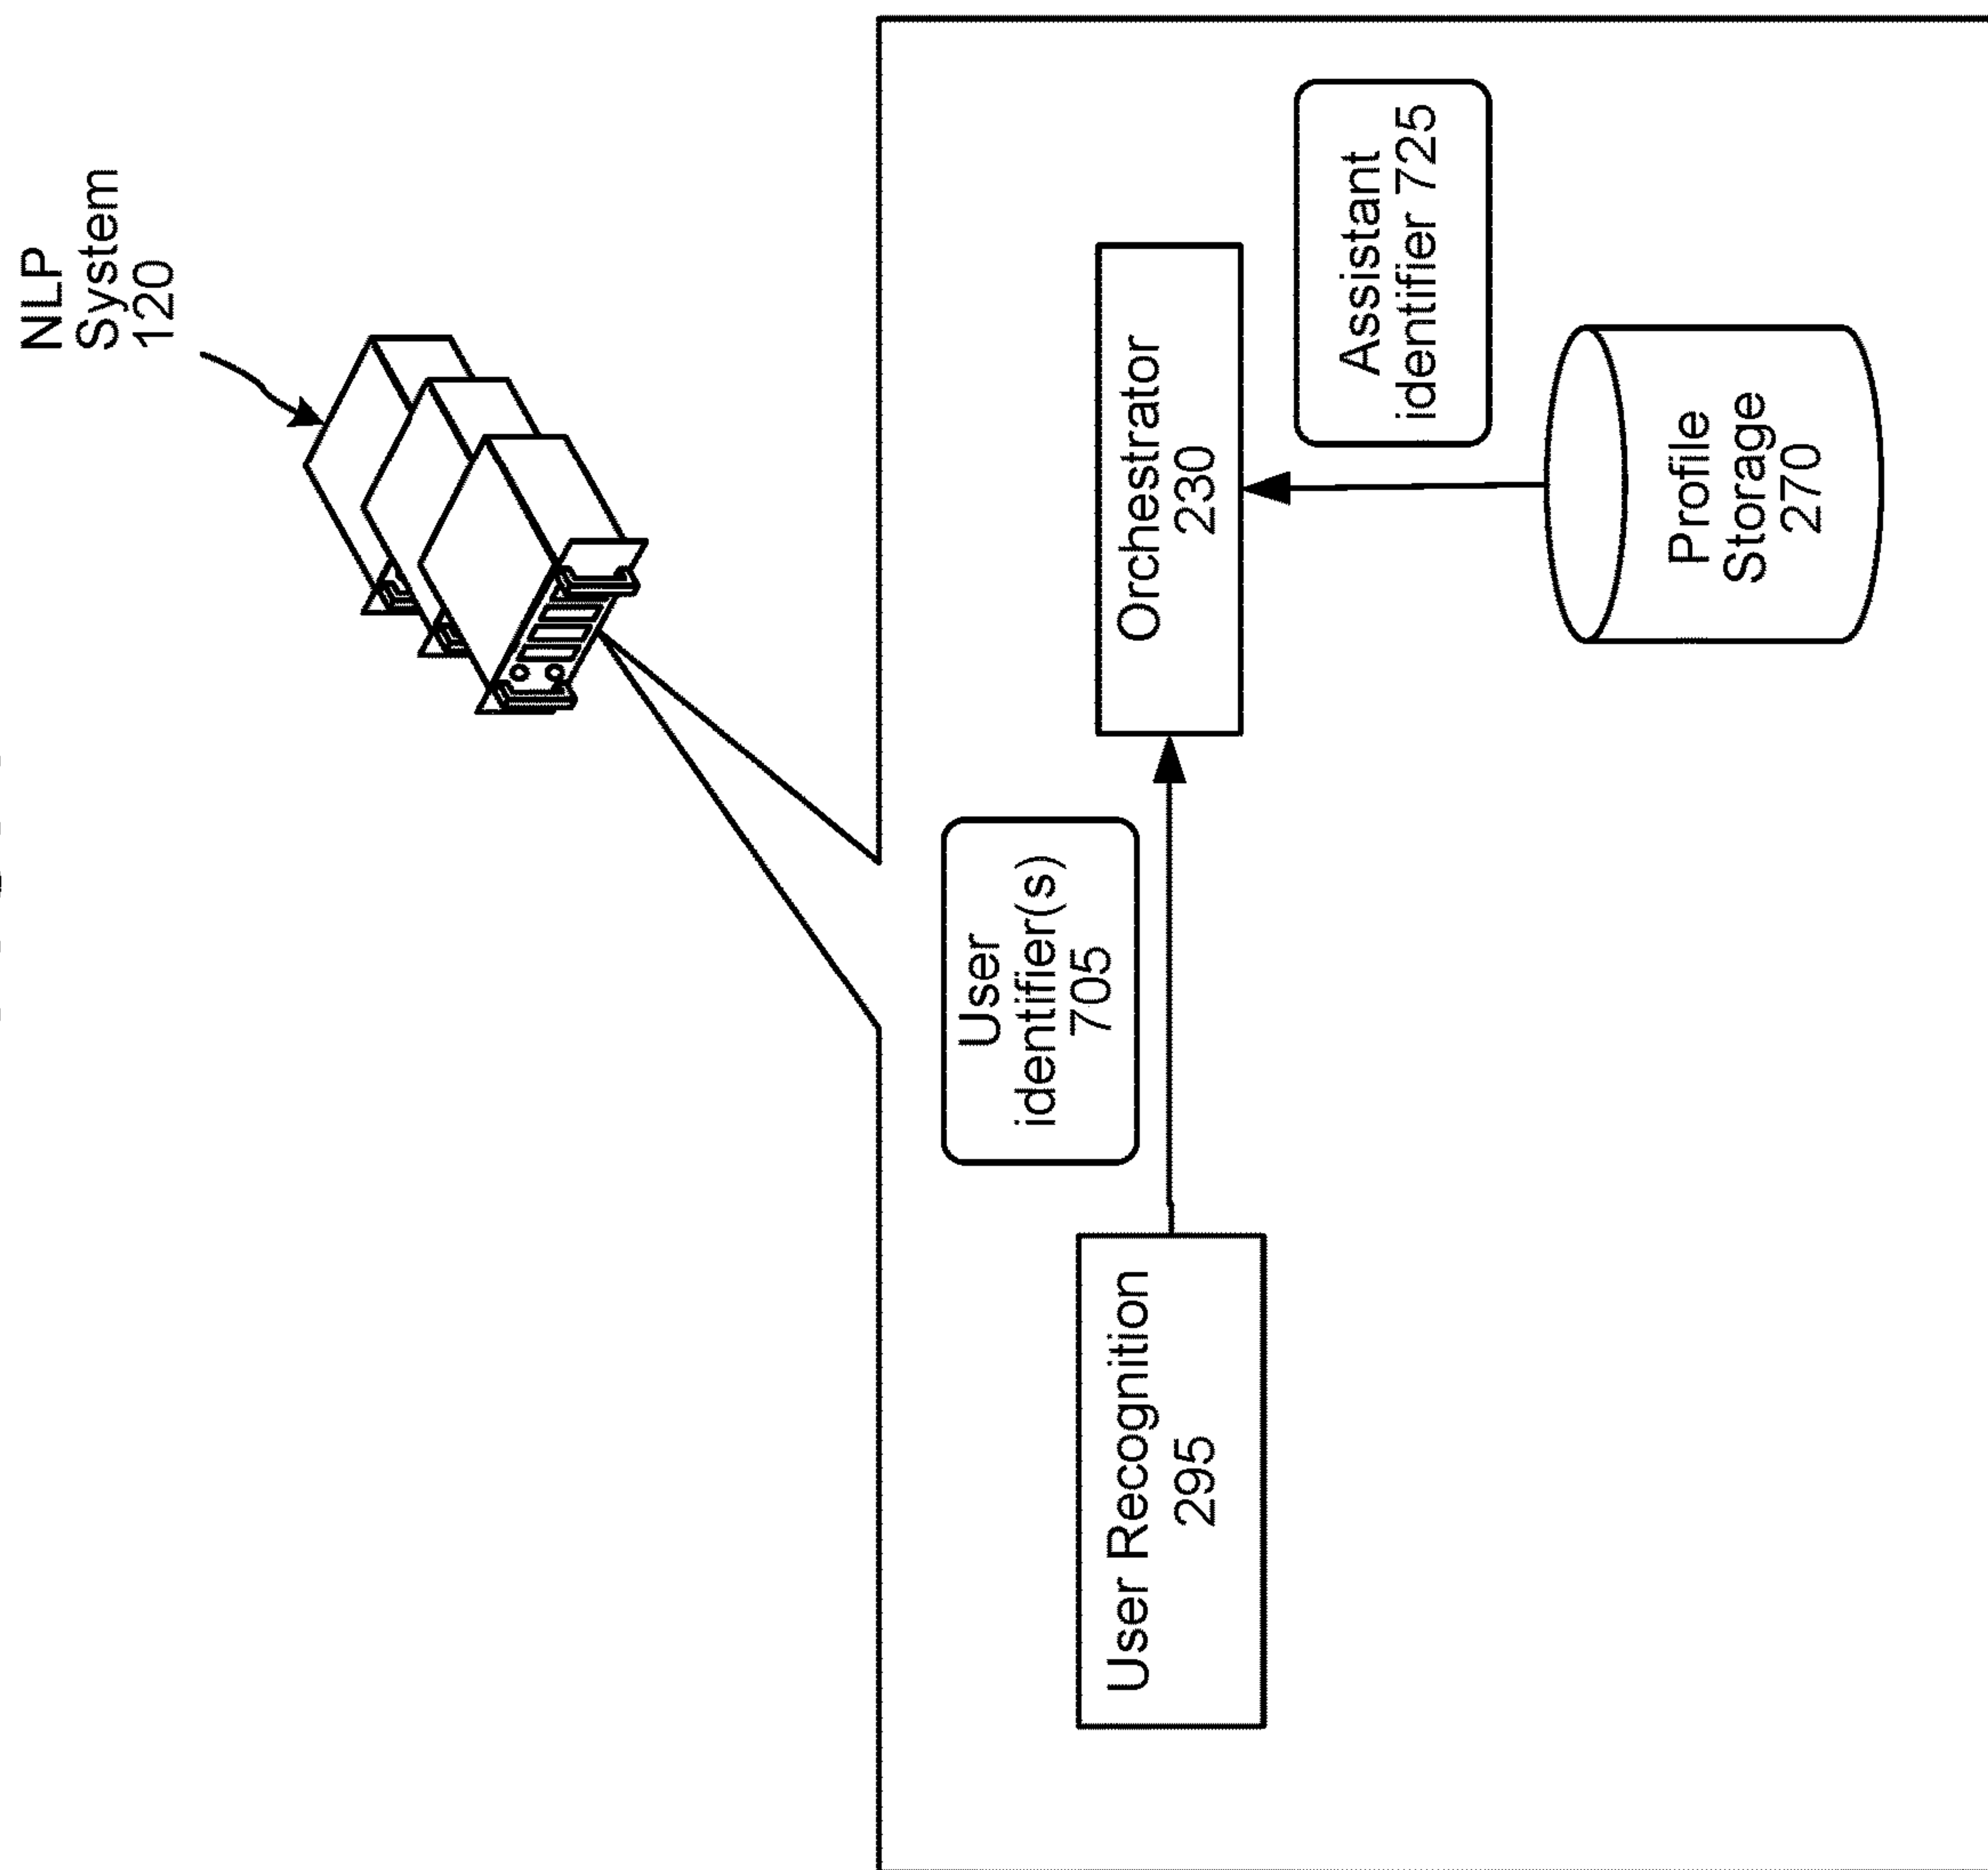 NLP
System
120
User
identifier(s)
705
User Recognition
295
Orchestrator
230
Assistant
identifier 725
Profile
Storage
270